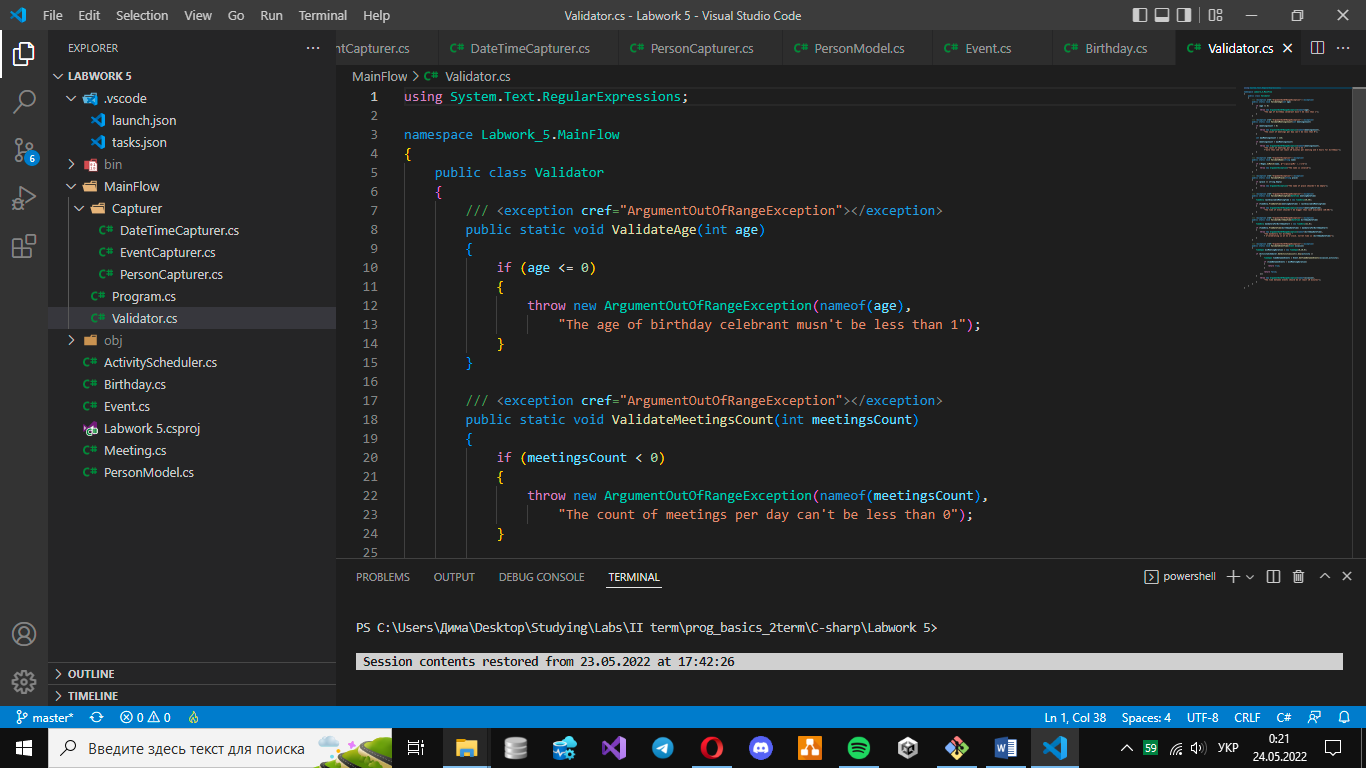 File Edit Selection View Go Run Terminal Help Validator.cs - Labwork 5 - Visual Studio Code
EXPLORER
LABWORK 5
.vscode
launch.json
tasks.json
bin
MainFlow
Capturer
DateTimeCapturer.cs
EventCapturer.cs
PersonCapturer.cs
Program.cs
Validator.cs
obj
ActivityScheduler.cs
Birthday.cs
Event.cs
Labwork 5.csproj
Meeting.cs
PersonModel.cs
OUTLINE
TIMELINE
6
ntCapturer.cs C# DateTimeCapturer.cs C# PersonCapturer.cs C# PersonModel.cs C# Event.cs C# Birthday.cs C# Validator.cs
MainFlow > C# Validator.cs
1 using System.Text.RegularExpressions;
2
3 namespace Labwork_5.MainFlow
4 {
5 public class Validator
6 {
7 /// <exception cref="ArgumentOutOfRangeException"></exception>
8 public static void ValidateAge(int age)
9 {
10 if (age <= 0)
11 {
12 throw new ArgumentOutOfRangeException(nameof(age),
13 "The age of birthday celebrant musn't be less than 1");
14 }
15 }
16
17 /// <exception cref="ArgumentOutOfRangeException"></exception>
18 public static void ValidateMeetingsCount(int meetingsCount)
19 {
20 if (meetingsCount < 0)
21 {
22 throw new ArgumentOutOfRangeException(nameof(meetingsCount),
23 "The count of meetings per day can't be less than 0");
24 }
25
PROBLEMS OUTPUT DEBUG CONSOLE TERMINAL powershell
PS C:\Users\Дима\Desktop\Studying\Labs\II term\prog_basics_2term\C-sharp\Labwork 5>
Session contents restored from 23.05.2022 at 17:42:26
master* 0 0 Ln 1, Col 38 Spaces: 4 UTF-8 CRLF C#
Введите здесь текст для поиска 59 УКР 0:21
24.05.2022